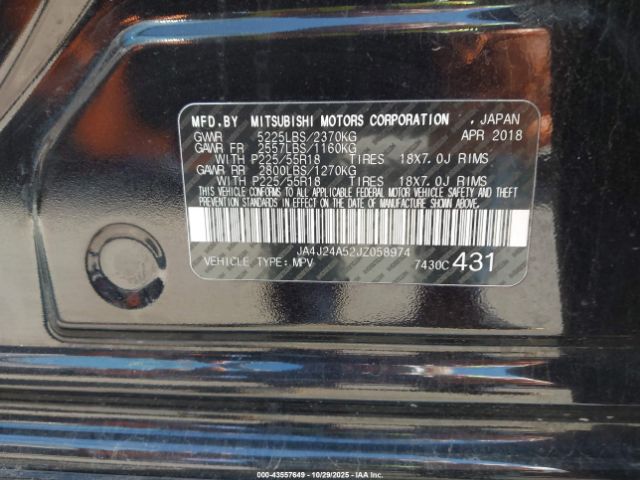 MFD.BY MITSUBISHI MOTORS CORPORATION , JAPAN
GVWR 5225LBS/2370KG APR 2018
GAWR FR 2557LBS/1160KG
WITH P225/55R18 TIRES 18X7.0J RIMS
GAWR RR 2800LBS/1270KG
WITH P225/55R18 TIRES 18X7.0J RIMS
THIS VEHICLE CONFORMS TO ALL APPLICABLE FEDERAL MOTOR VEHICLE SAFETY AND THEFT
PREVENTION STANDARDS IN EFFECT ON THE DATE OF MANUFACTURE SHOWN ABOVE.
JA4J24A52JZ058974
VEHICLE TYPE: MPV 7430C 431
000-43557649 - 10/29/2025 - IAA Inc.